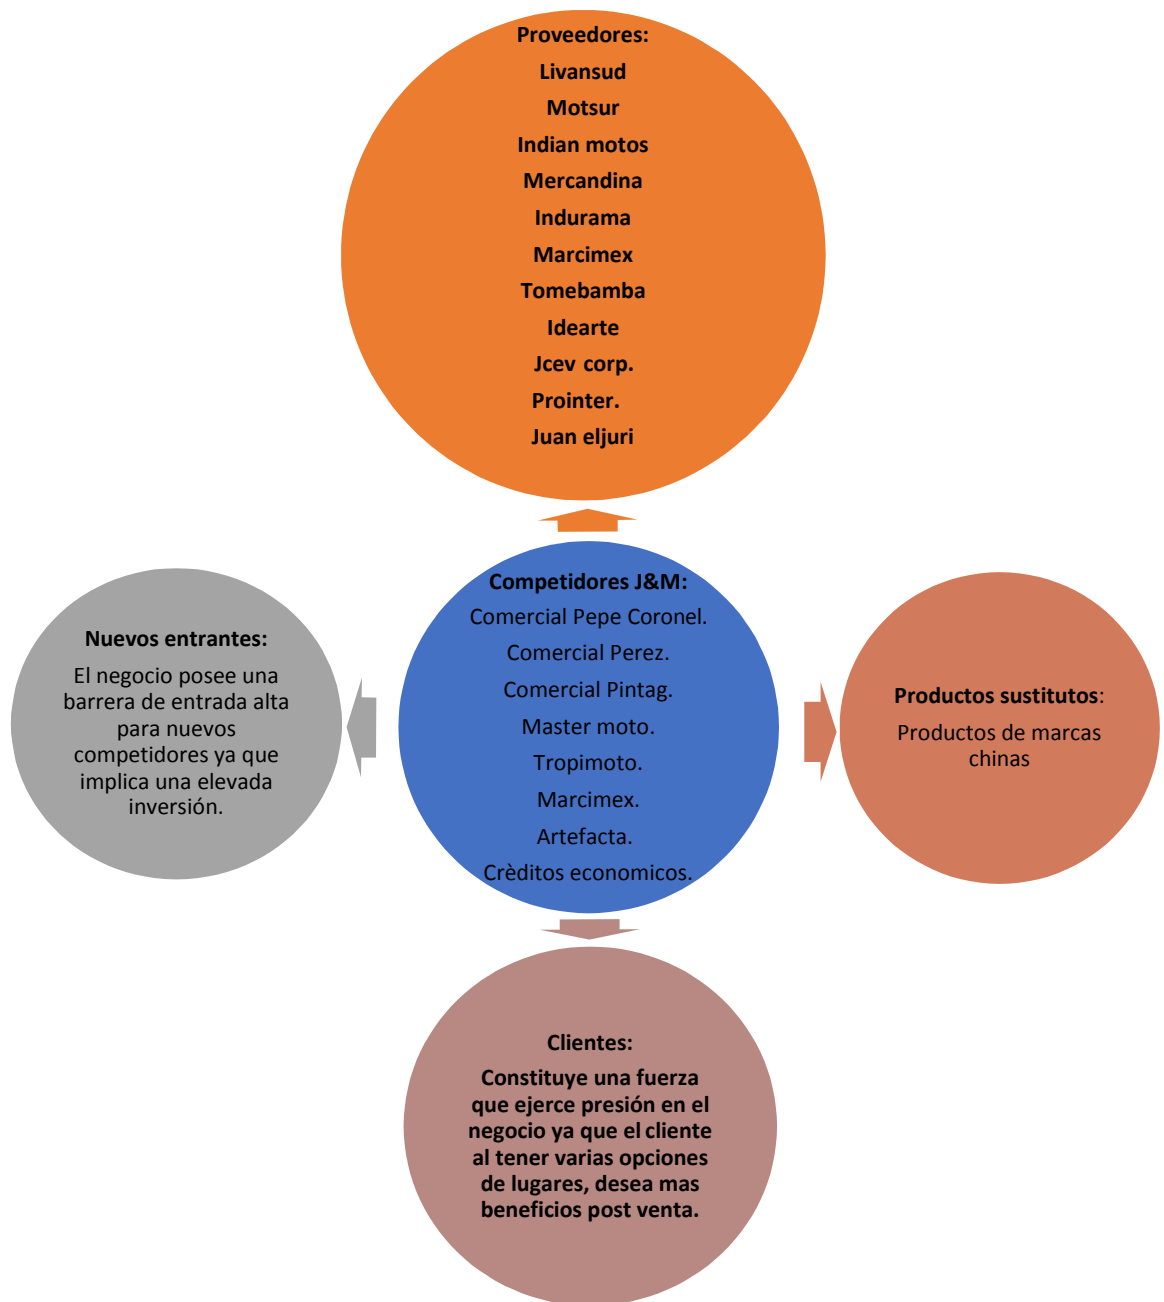 Proveedores:
Livansud
Motsur
Indian motos
Mercandina
Indurama
Marcimex
Tomebamba
Idearte
Jcev corp.
Prointer.
Juan eljuri
Nuevos entrantes:
El negocio posee una
barrera de entrada alta
para nuevos
competidores ya que
implica una elevada
inversión.
Competidores J&M:
Comercial Pepe Coronel.
Comercial Perez.
Comercial Pintag.
Master moto.
Tropimoto.
Marcimex.
Artefacta.
Crèditos economicos.
Productos sustitutos:
Productos de marcas
chinas
Clientes:
Constituye una fuerza
que ejerce presión en el
negocio ya que el cliente
al tener varias opciones
de lugares, desea mas
beneficios post venta.